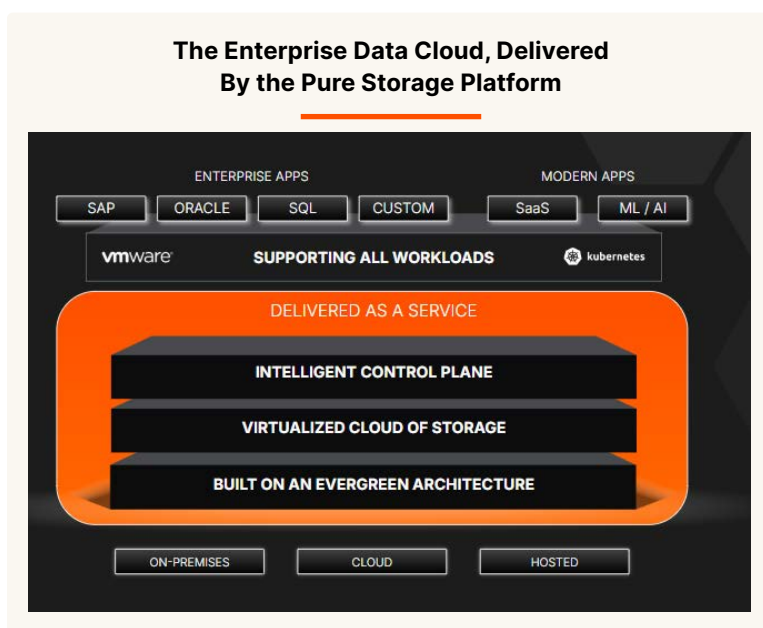 The Enterprise Data Cloud, Delivered
By the Pure Storage Platform
ENTERPRISE APPS MODERN APPS
SAP ORACLE SQL CUSTOM SaaS ML / AI
vmware SUPPORTING ALL WORKLOADS kubernetes
DELIVERED AS A SERVICE
INTELLIGENT CONTROL PLANE
VIRTUALIZED CLOUD OF STORAGE
BUILT ON AN EVERGREEN ARCHITECTURE
ON-PREMISES CLOUD HOSTED